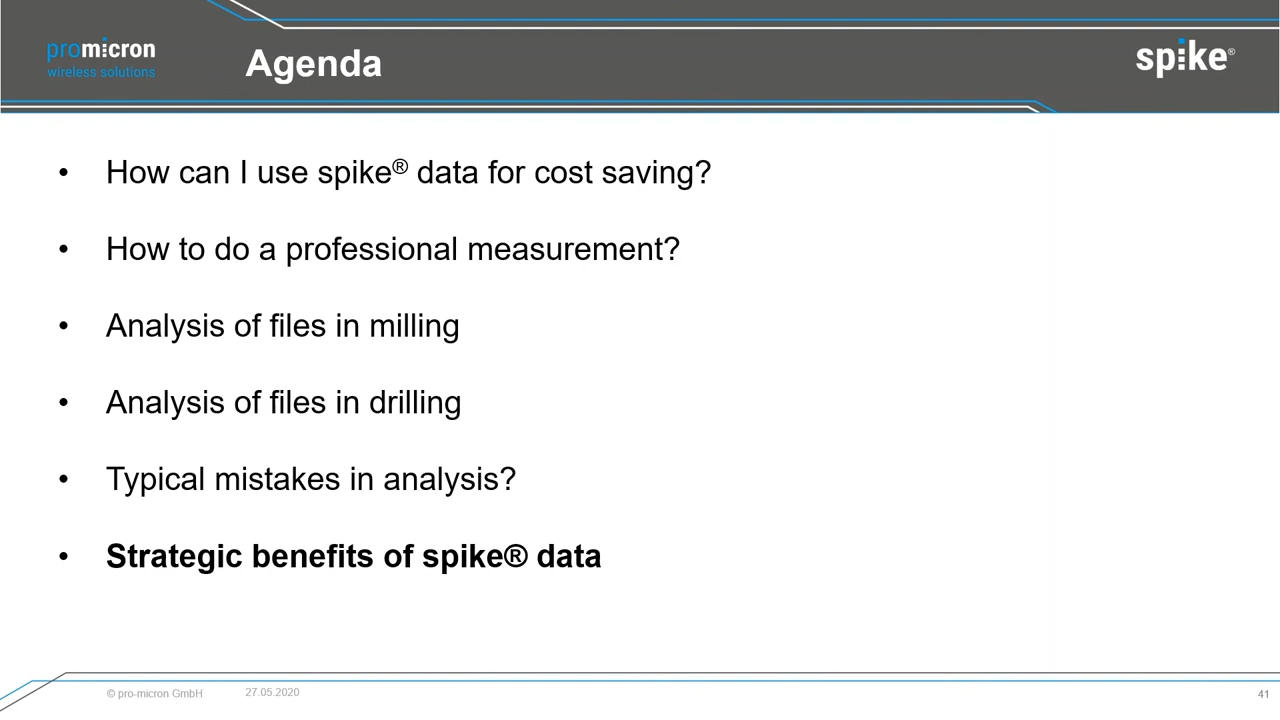 promicron
wireless solutions
Agenda
spike®
• How can I use spike® data for cost saving?
• How to do a professional measurement?
• Analysis of files in milling
• Analysis of files in drilling
• Typical mistakes in analysis?
• Strategic benefits of spike® data
© pro-micron GmbH
27.05.2020
41